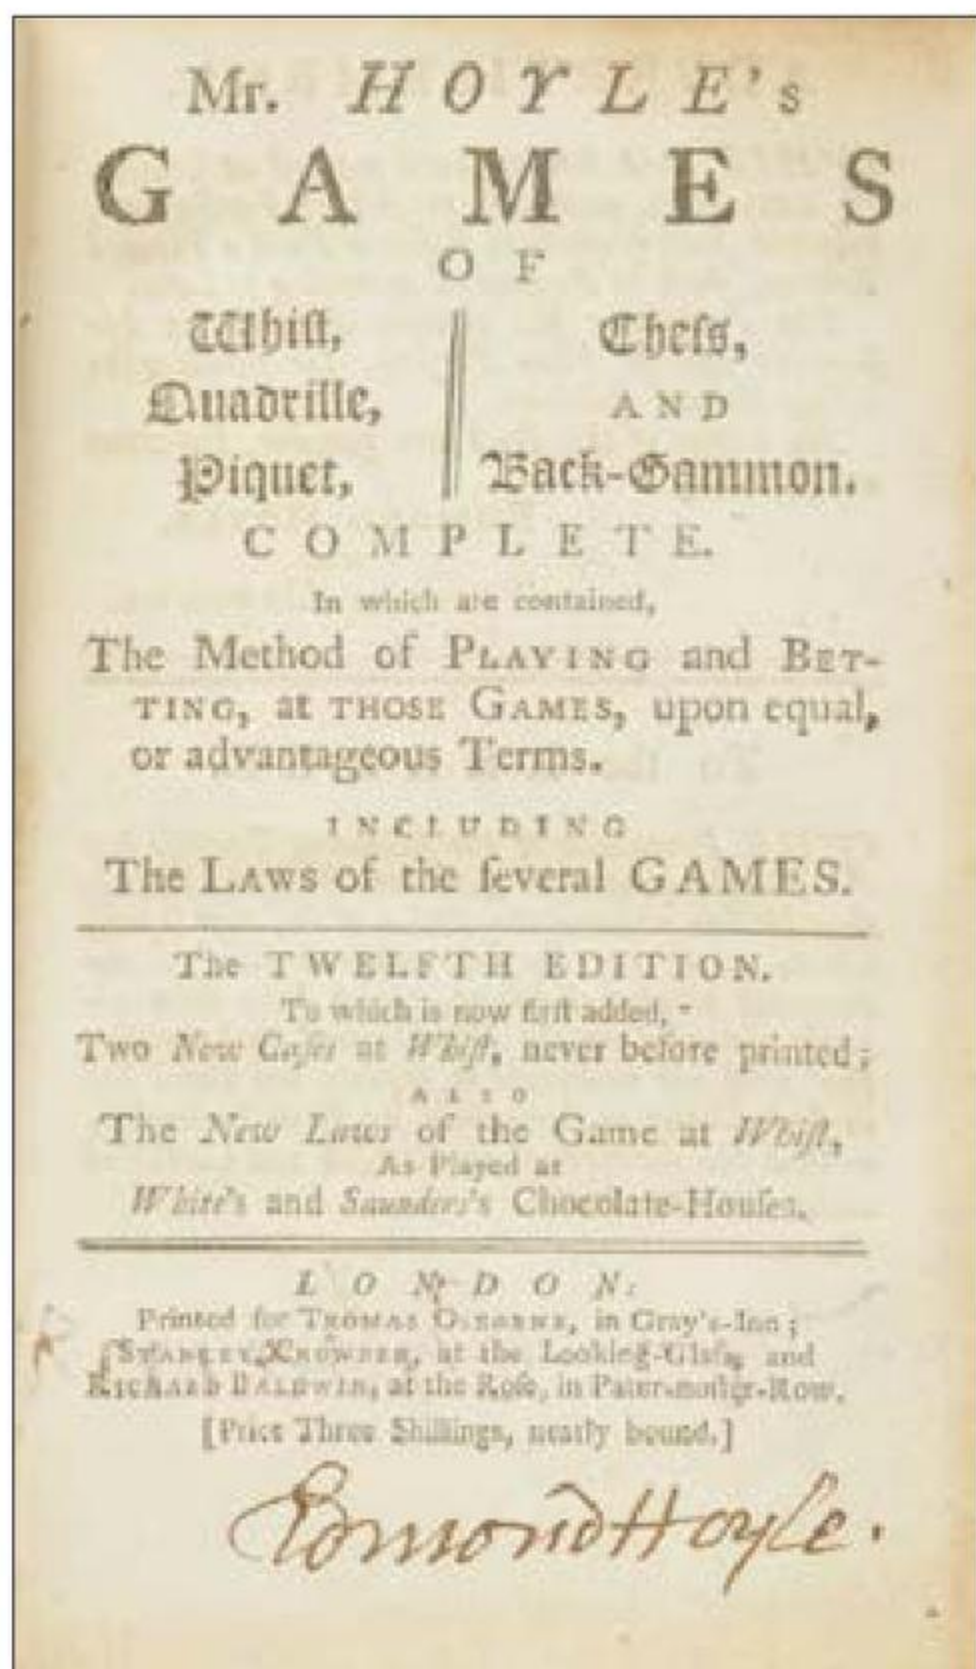 Mr. HOYLE's
GAMES
OF
Whiſt,
Quadrille,
Piquet,
Cheſs,
AND
Back-Gammon.
COMPLETE.
In which are contained,
The Method of PLAYING and BET-
TING, at THOSE GAMES, upon equal,
or advantageous Terms.
INCLUDING
The LAWS of the ſeveral GAMES.
The TWELFTH EDITION.
To which is now firſt added,
Two New Caſes at Whiſt, never before printed;
ALSO
The New Laws of the Game at Whiſt,
As Played at
White's and Saunders's Chocolate-Houſes.
LONDON:
Printed for THOMAS OSBORNE, in Gray's-Inn;
STANLEY CROWDER, at the Looking-Glaſs, and
RICHARD BALDWIN, at the Roſe, in Pater-noſter-Row.
[Price Three Shillings, neatly bound.]
Edmond Hoyle.